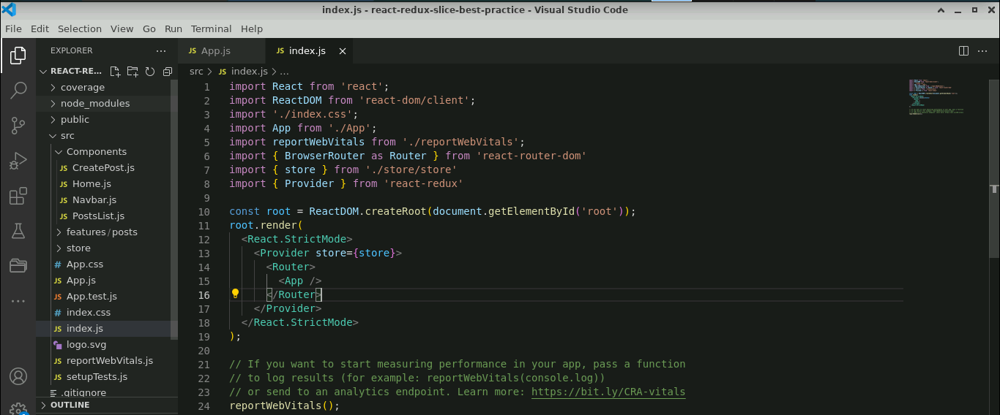 index.js - react-redux-slice-best-practice - Visual Studio Code
File Edit Selection View Go Run Terminal Help
EXPLORER
REACT-RE...
coverage
node_modules
public
src
Components
JS CreatePost.js
JS Home.js
JS Navbar.js
JS PostsList.js
features/posts
store
# App.css
JS App.js
JS App.test.js
# index.css
JS index.js
logo.svg
JS reportWebVitals.js
JS setupTests.js
.gitignore
OUTLINE
JS App.js JS index.js
src > JS index.js > ...
1 import React from 'react';
2 import ReactDOM from 'react-dom/client';
3 import './index.css';
4 import App from './App';
5 import reportWebVitals from './reportWebVitals';
6 import { BrowserRouter as Router } from 'react-router-dom'
7 import { store } from './store/store'
8 import { Provider } from 'react-redux'
9
10 const root = ReactDOM.createRoot(document.getElementById('root'));
11 root.render(
12 <React.StrictMode>
13 <Provider store={store}>
14 <Router>
15 <App />
16 </Router>
17 </Provider>
18 </React.StrictMode>
19 );
20
21 // If you want to start measuring performance in your app, pass a function
22 // to log results (for example: reportWebVitals(console.log))
23 // or send to an analytics endpoint. Learn more: https://bit.ly/CRA-vitals
24 reportWebVitals();